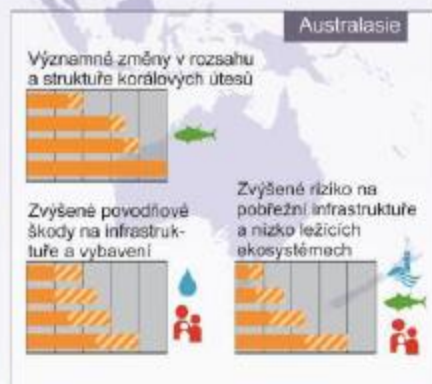 Australasie
Významné změny v rozsahu
a struktuře korálových útesů
Zvýšené povodňové
škody na infrastruk-
tuře a vybavení
Zvýšené riziko na
pobřežní infrastruktuře
a nízko ležících
ekosystémech